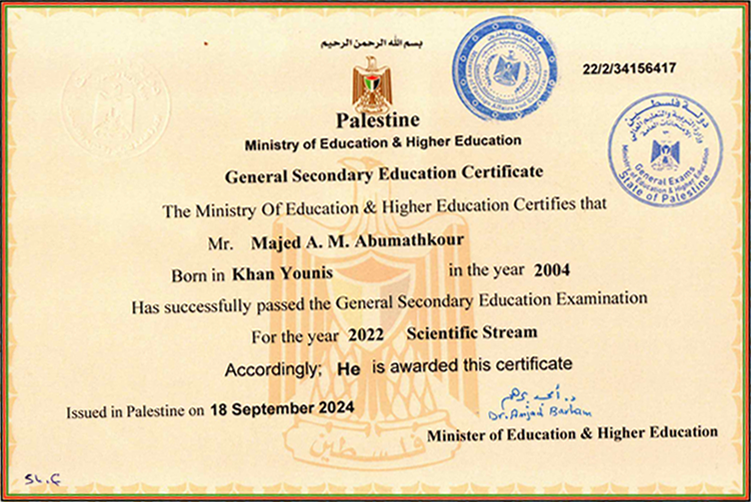 بسم الله الرحمن الرحيم
22/2/34156417
Palestine
Ministry of Education & Higher Education
دولة فلسطين
وزارة التربية والتعليم العالي
الامتحانات العامة
General Exams
Ministry of Education & Higher Education
State of Palestine
General Secondary Education Certificate
The Ministry Of Education & Higher Education Certifies that
Mr. Majed A. M. Abumathkour
Born in Khan Younis in the year 2004
Has successfully passed the General Secondary Education Examination
For the year 2022 Scientific Stream
Accordingly; He is awarded this certificate
Issued in Palestine on 18 September 2024
Dr. Amjad Barham
Minister of Education & Higher Education
فلسطين
SL.G